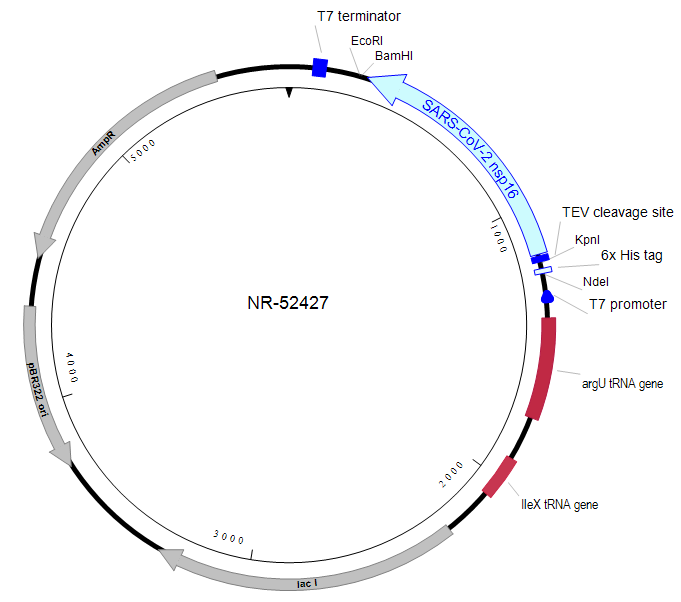 T7 terminator
EcoRI
BamHI
SARS-CoV-2 nsp16
AmpR
5000
TEV cleavage site
1000
KpnI
6x His tag
NdeI
NR-52427
T7 promoter
4000
pBR322 ori
argU tRNA gene
2000
IleX tRNA gene
3000
lac I